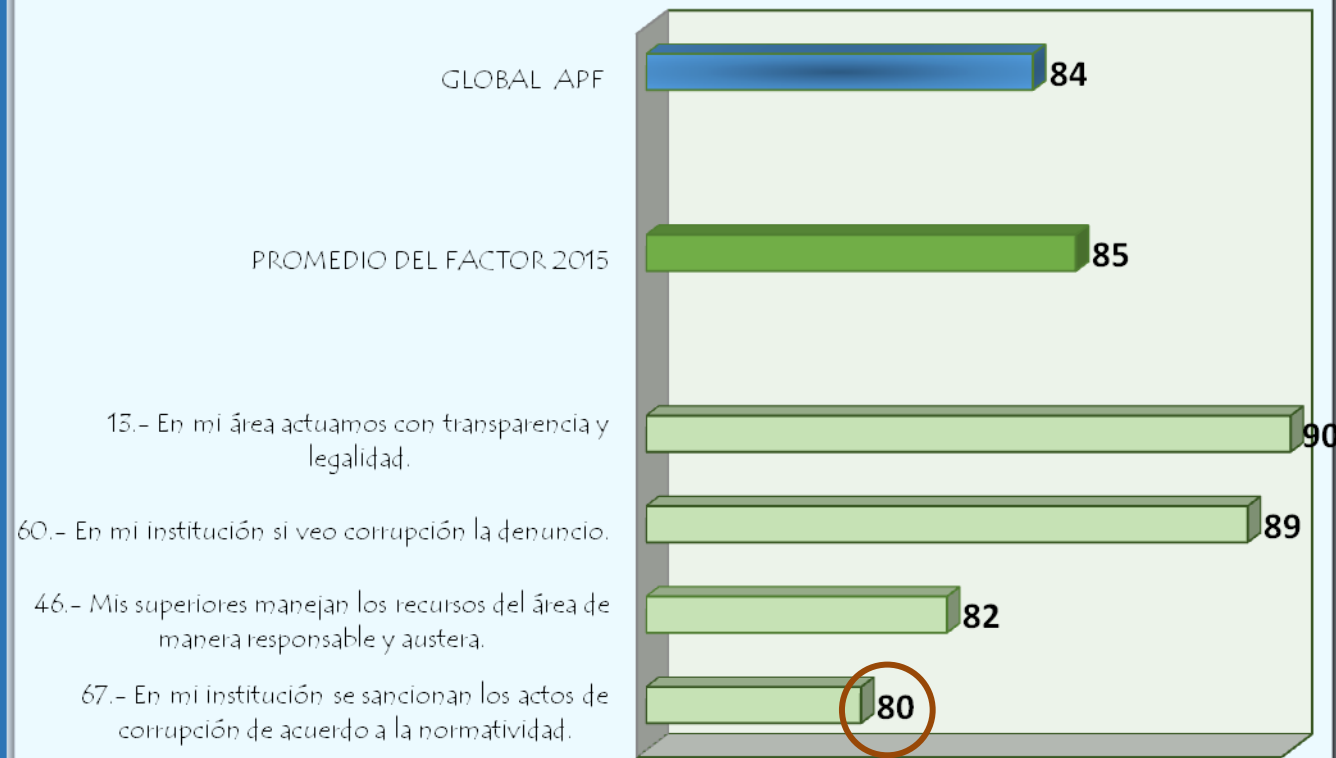 GLOBAL APF
84
PROMEDIO DEL FACTOR 2015
85
13.- En mi área actuamos con transparencia y
legalidad.
90
60.- En mi institución si veo corrupción la denuncio.
89
46.- Mis superiores manejan los recursos del área de
manera responsable y austera.
82
67.- En mi institución se sancionan los actos de
corrupción de acuerdo a la normatividad.
80